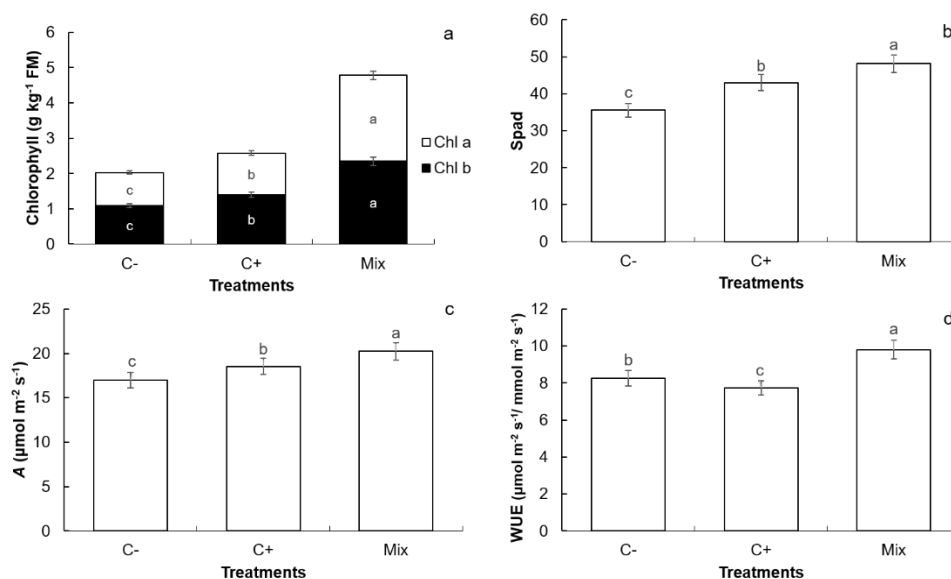 a
Chlorophyll (g kg⁻¹ FM)
6
5
4
3
2
1
0
c
c
b
b
a
a
Chl a
Chl b
C-
C+
Mix
Treatments
b
Spad
60
50
40
30
20
10
0
c
b
a
C-
C+
Mix
Treatments
c
A (µmol m⁻² s⁻¹)
25
20
15
10
5
0
c
b
a
C-
C+
Mix
Treatments
d
WUE (µmol m⁻² s⁻¹/ mmol m⁻² s⁻¹)
12
10
8
6
4
2
0
b
c
a
C-
C+
Mix
Treatments